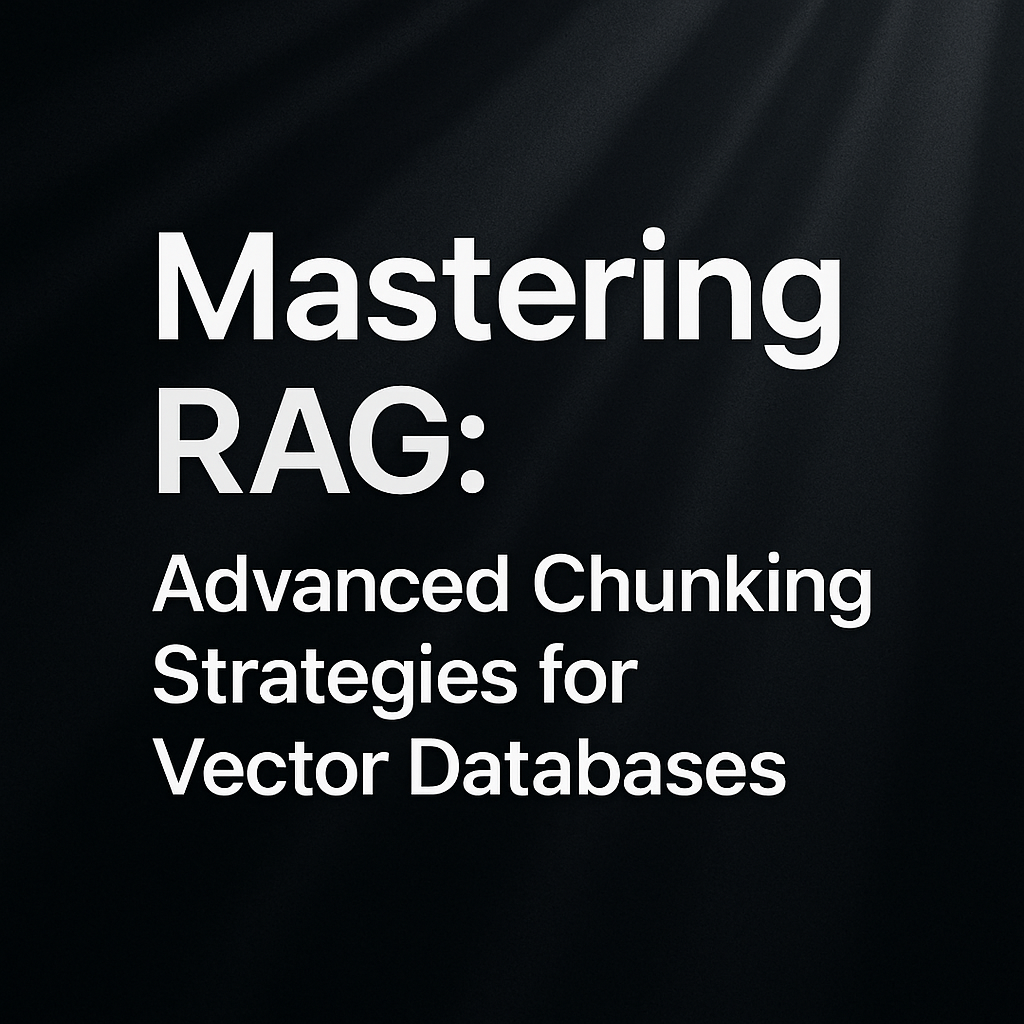 Mastering
RAG:
Advanced Chunking
Strategies for
Vector Databases